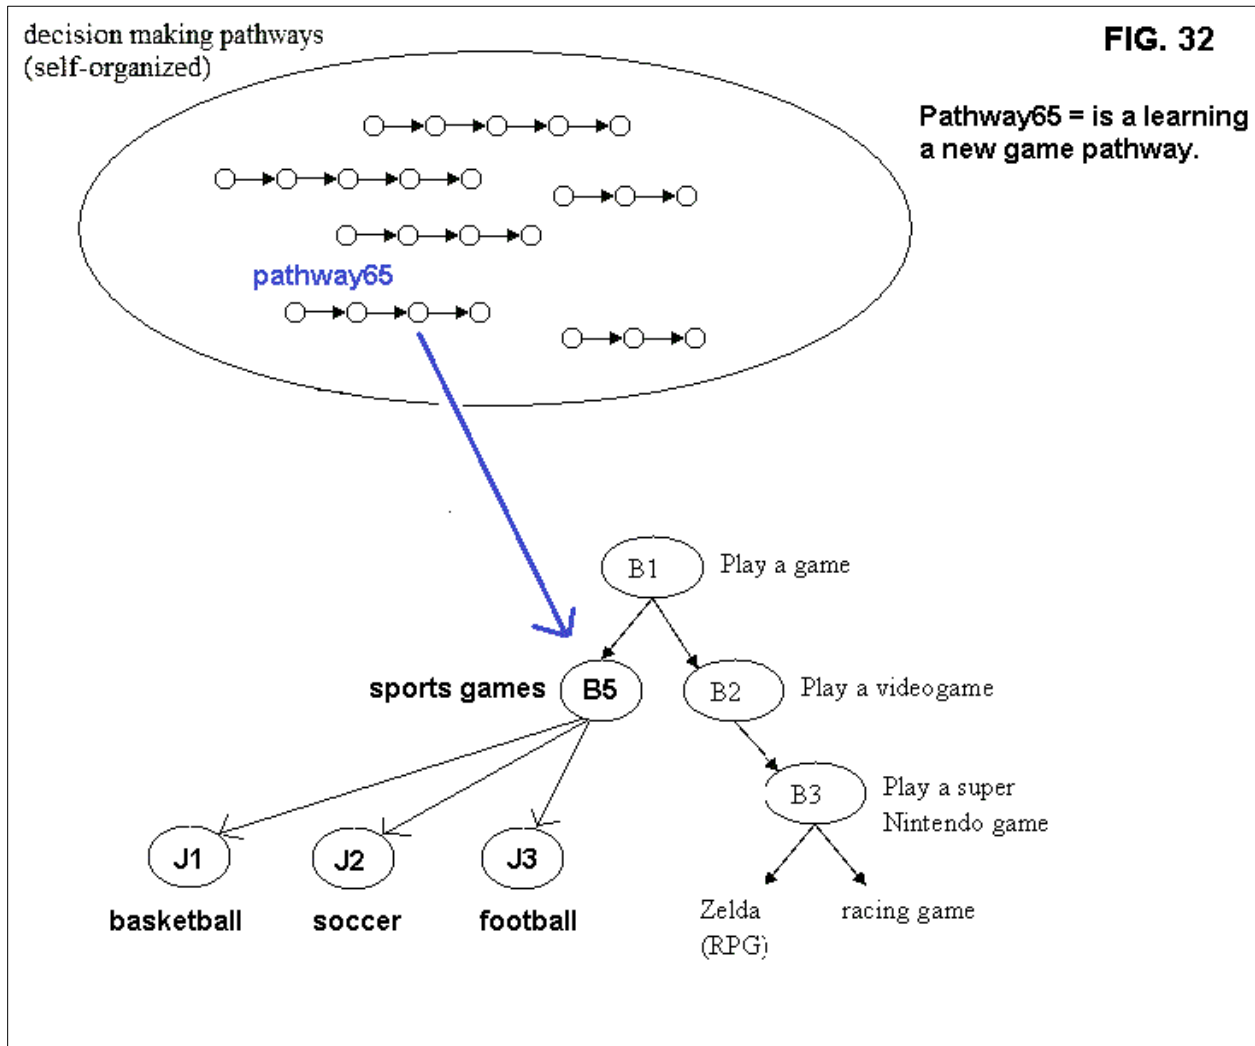 decision making pathways
(self-organized)
FIG. 32
Pathway65 = is a learning
a new game pathway.
pathway65
B1
Play a game
sports games
B5
B2
Play a videogame
B3
Play a super
Nintendo game
J1
J2
J3
basketball
soccer
football
Zelda
(RPG)
racing game